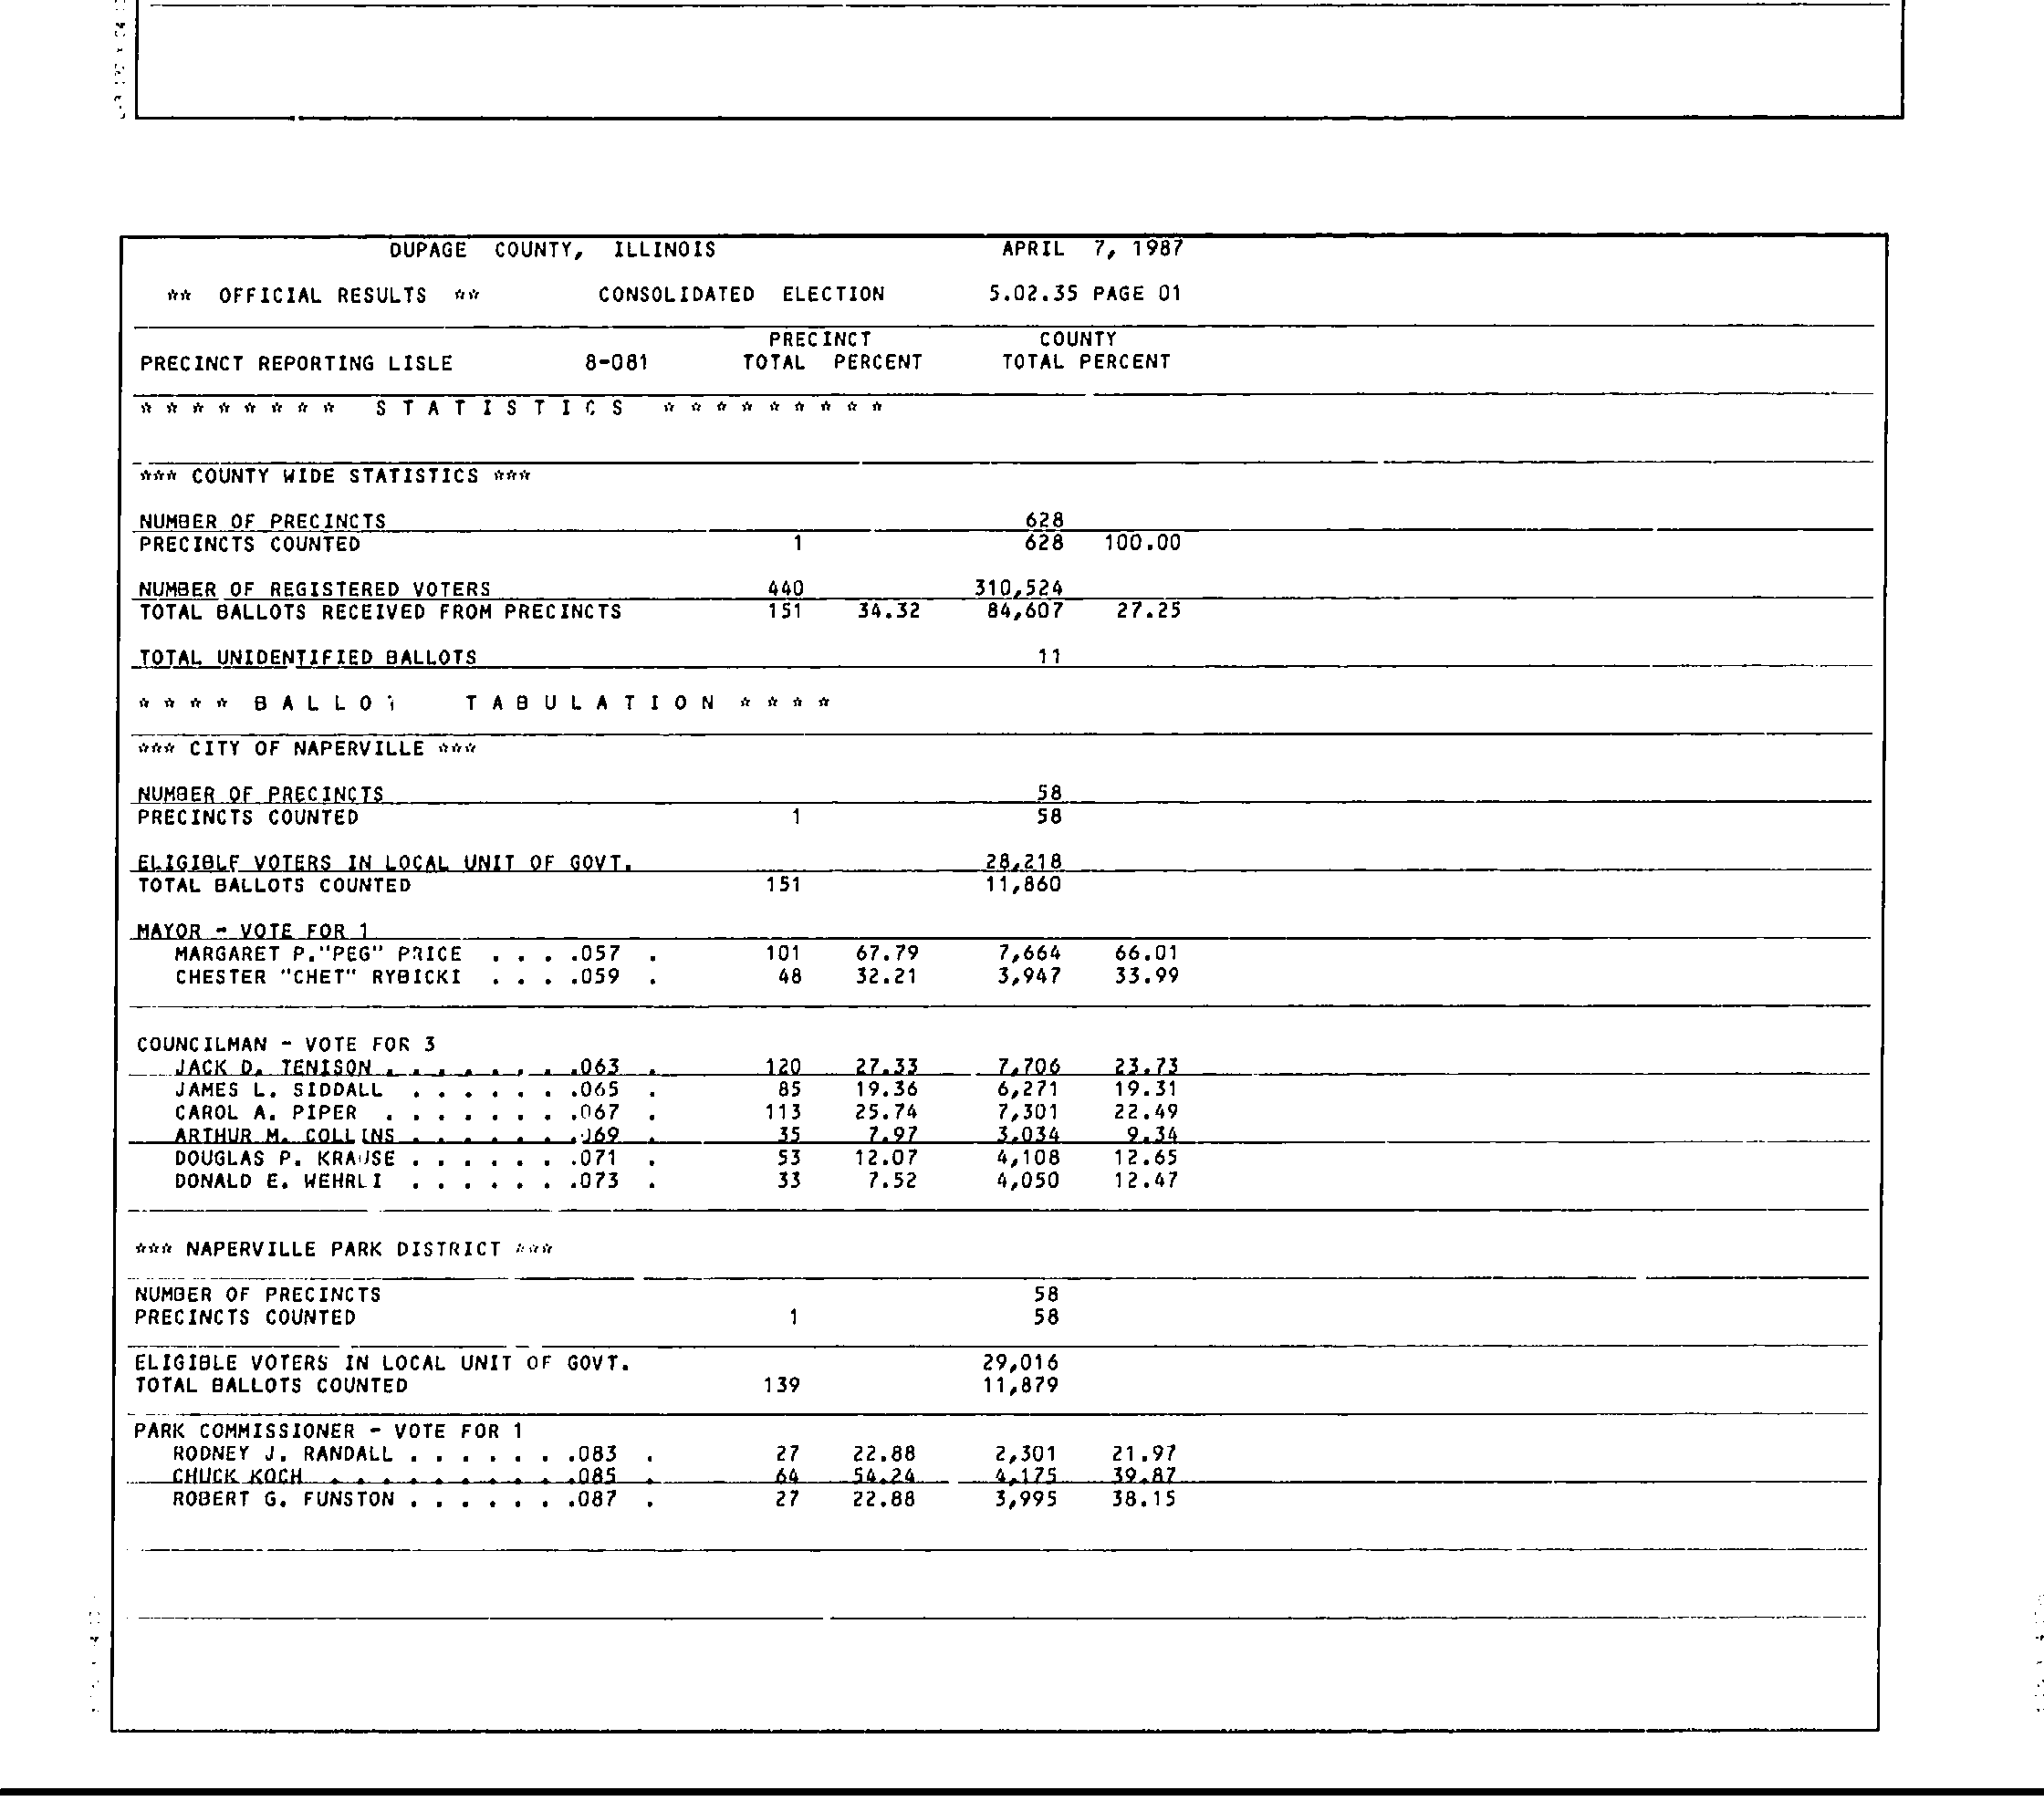 DUPAGE COUNTY, ILLINOIS APRIL 7, 1987
** OFFICIAL RESULTS ** CONSOLIDATED ELECTION 5.02.35 PAGE 01
PRECINCT COUNTY
PRECINCT REPORTING LISLE 8-081 TOTAL PERCENT TOTAL PERCENT
* * * * * * * * S T A T I S T I C S * * * * * * * * *
*** COUNTY WIDE STATISTICS ***
NUMBER OF PRECINCTS 628
PRECINCTS COUNTED 1 628 100.00
NUMBER OF REGISTERED VOTERS 440 310,524
TOTAL BALLOTS RECEIVED FROM PRECINCTS 151 34.32 84,607 27.25
TOTAL UNIDENTIFIED BALLOTS 11
* * * * B A L L O T T A B U L A T I O N * * * *
*** CITY OF NAPERVILLE ***
NUMBER OF PRECINCTS 58
PRECINCTS COUNTED 1 58
ELIGIBLE VOTERS IN LOCAL UNIT OF GOVT. 28,218
TOTAL BALLOTS COUNTED 151 11,860
MAYOR - VOTE FOR 1
MARGARET P."PEG" PRICE . . . .057 . 101 67.79 7,664 66.01
CHESTER "CHET" RYBICKI . . . .059 . 48 32.21 3,947 33.99
COUNCILMAN - VOTE FOR 3
JACK D. TENISON . . . . . . . .063 . 120 27.33 7,706 23.73
JAMES L. SIDDALL . . . . . . .065 . 85 19.36 6,271 19.31
CAROL A. PIPER . . . . . . . .067 . 113 25.74 7,301 22.49
ARTHUR M. COLLINS . . . . . . .069 . 35 7.97 3,034 9.34
DOUGLAS P. KRAUSE . . . . . . .071 . 53 12.07 4,108 12.65
DONALD E. WEHRLI . . . . . . .073 . 33 7.52 4,050 12.47
*** NAPERVILLE PARK DISTRICT ***
NUMBER OF PRECINCTS 58
PRECINCTS COUNTED 1 58
ELIGIBLE VOTERS IN LOCAL UNIT OF GOVT. 29,016
TOTAL BALLOTS COUNTED 139 11,879
PARK COMMISSIONER - VOTE FOR 1
RODNEY J. RANDALL . . . . . . .083 . 27 22.88 2,301 21.97
CHUCK KOCH . . . . . . . . . .085 . 64 54.24 4,175 39.87
ROBERT G. FUNSTON . . . . . . .087 . 27 22.88 3,995 38.15